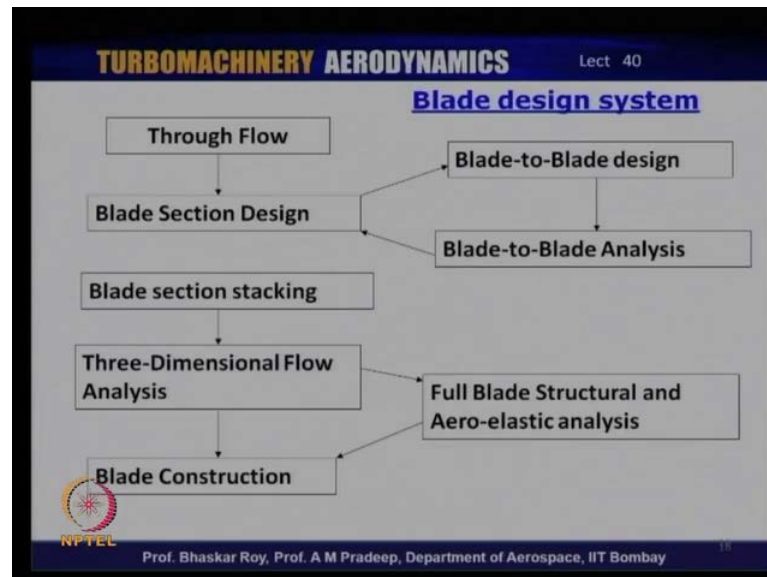 TURBOMACHINERY AERODYNAMICS Lect 40
Blade design system
Through Flow
Blade-to-Blade design
Blade Section Design
Blade-to-Blade Analysis
Blade section stacking
Three-Dimensional Flow
Analysis
Full Blade Structural and
Aero-elastic analysis
Blade Construction
NPTEL
Prof. Bhaskar Roy, Prof. A M Pradeep, Department of Aerospace, IIT Bombay